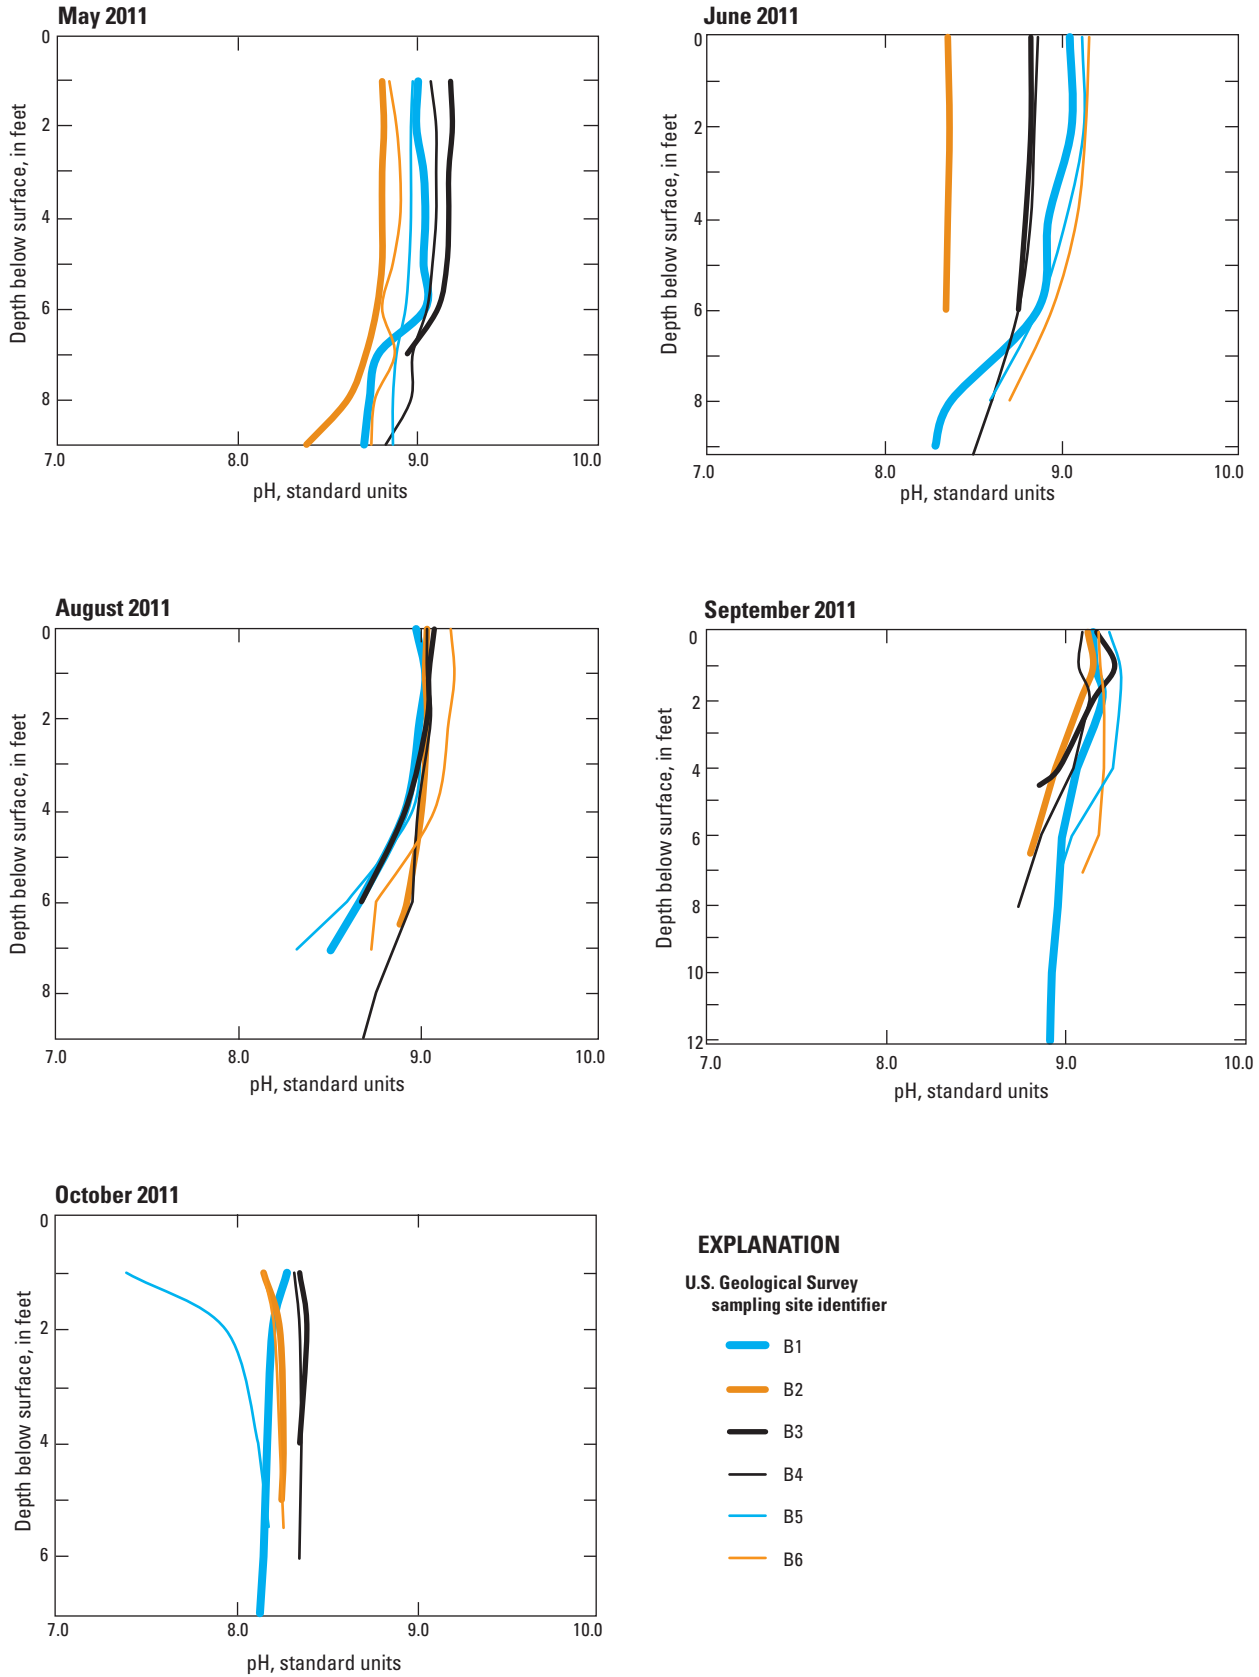 May 2011
0
2
4
6
8
7.0 8.0 9.0 10.0
Depth below surface, in feet
pH, standard units
June 2011
0
2
4
6
8
7.0 8.0 9.0 10.0
Depth below surface, in feet
pH, standard units
August 2011
0
2
4
6
8
7.0 8.0 9.0 10.0
Depth below surface, in feet
pH, standard units
September 2011
0
2
4
6
8
10
12
7.0 8.0 9.0 10.0
Depth below surface, in feet
pH, standard units
October 2011
0
2
4
6
7.0 8.0 9.0 10.0
Depth below surface, in feet
pH, standard units
EXPLANATION
U.S. Geological Survey
sampling site identifier
B1
B2
B3
B4
B5
B6